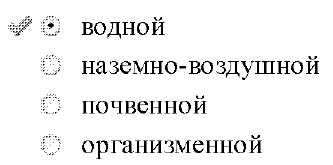 водной
наземно-воздушной
почвенной
организменной